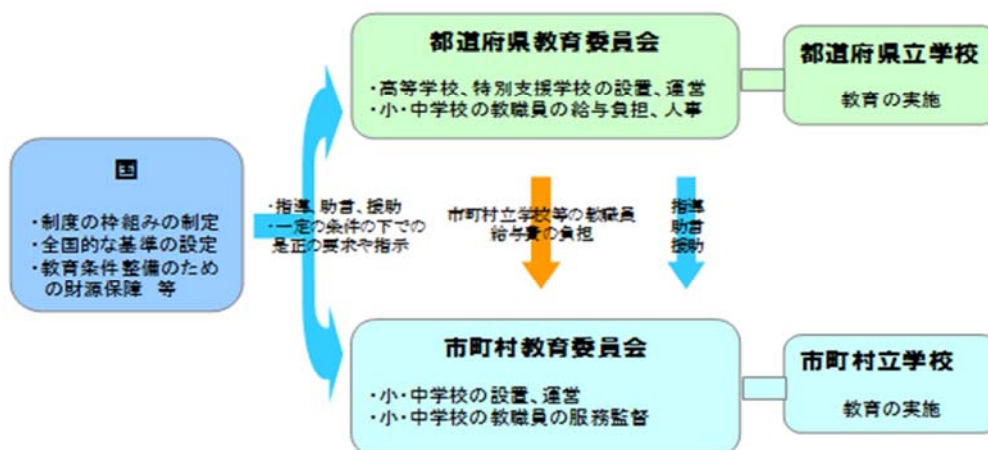 国
・制度の枠組みの制定
・全国的な基準の設定
・教育条件整備のため
の財源保障　等
・指導、助言、援助
・一定の条件の下での
是正の要求や指示
都道府県教育委員会
・高等学校、特別支援学校の設置、運営
・小・中学校の教職員の給与負担、人事
都道府県立学校
教育の実施
市町村立学校等の教職員
給与費の負担
指導
助言
援助
市町村教育委員会
・小・中学校の設置、運営
・小・中学校の教職員の服務監督
市町村立学校
教育の実施